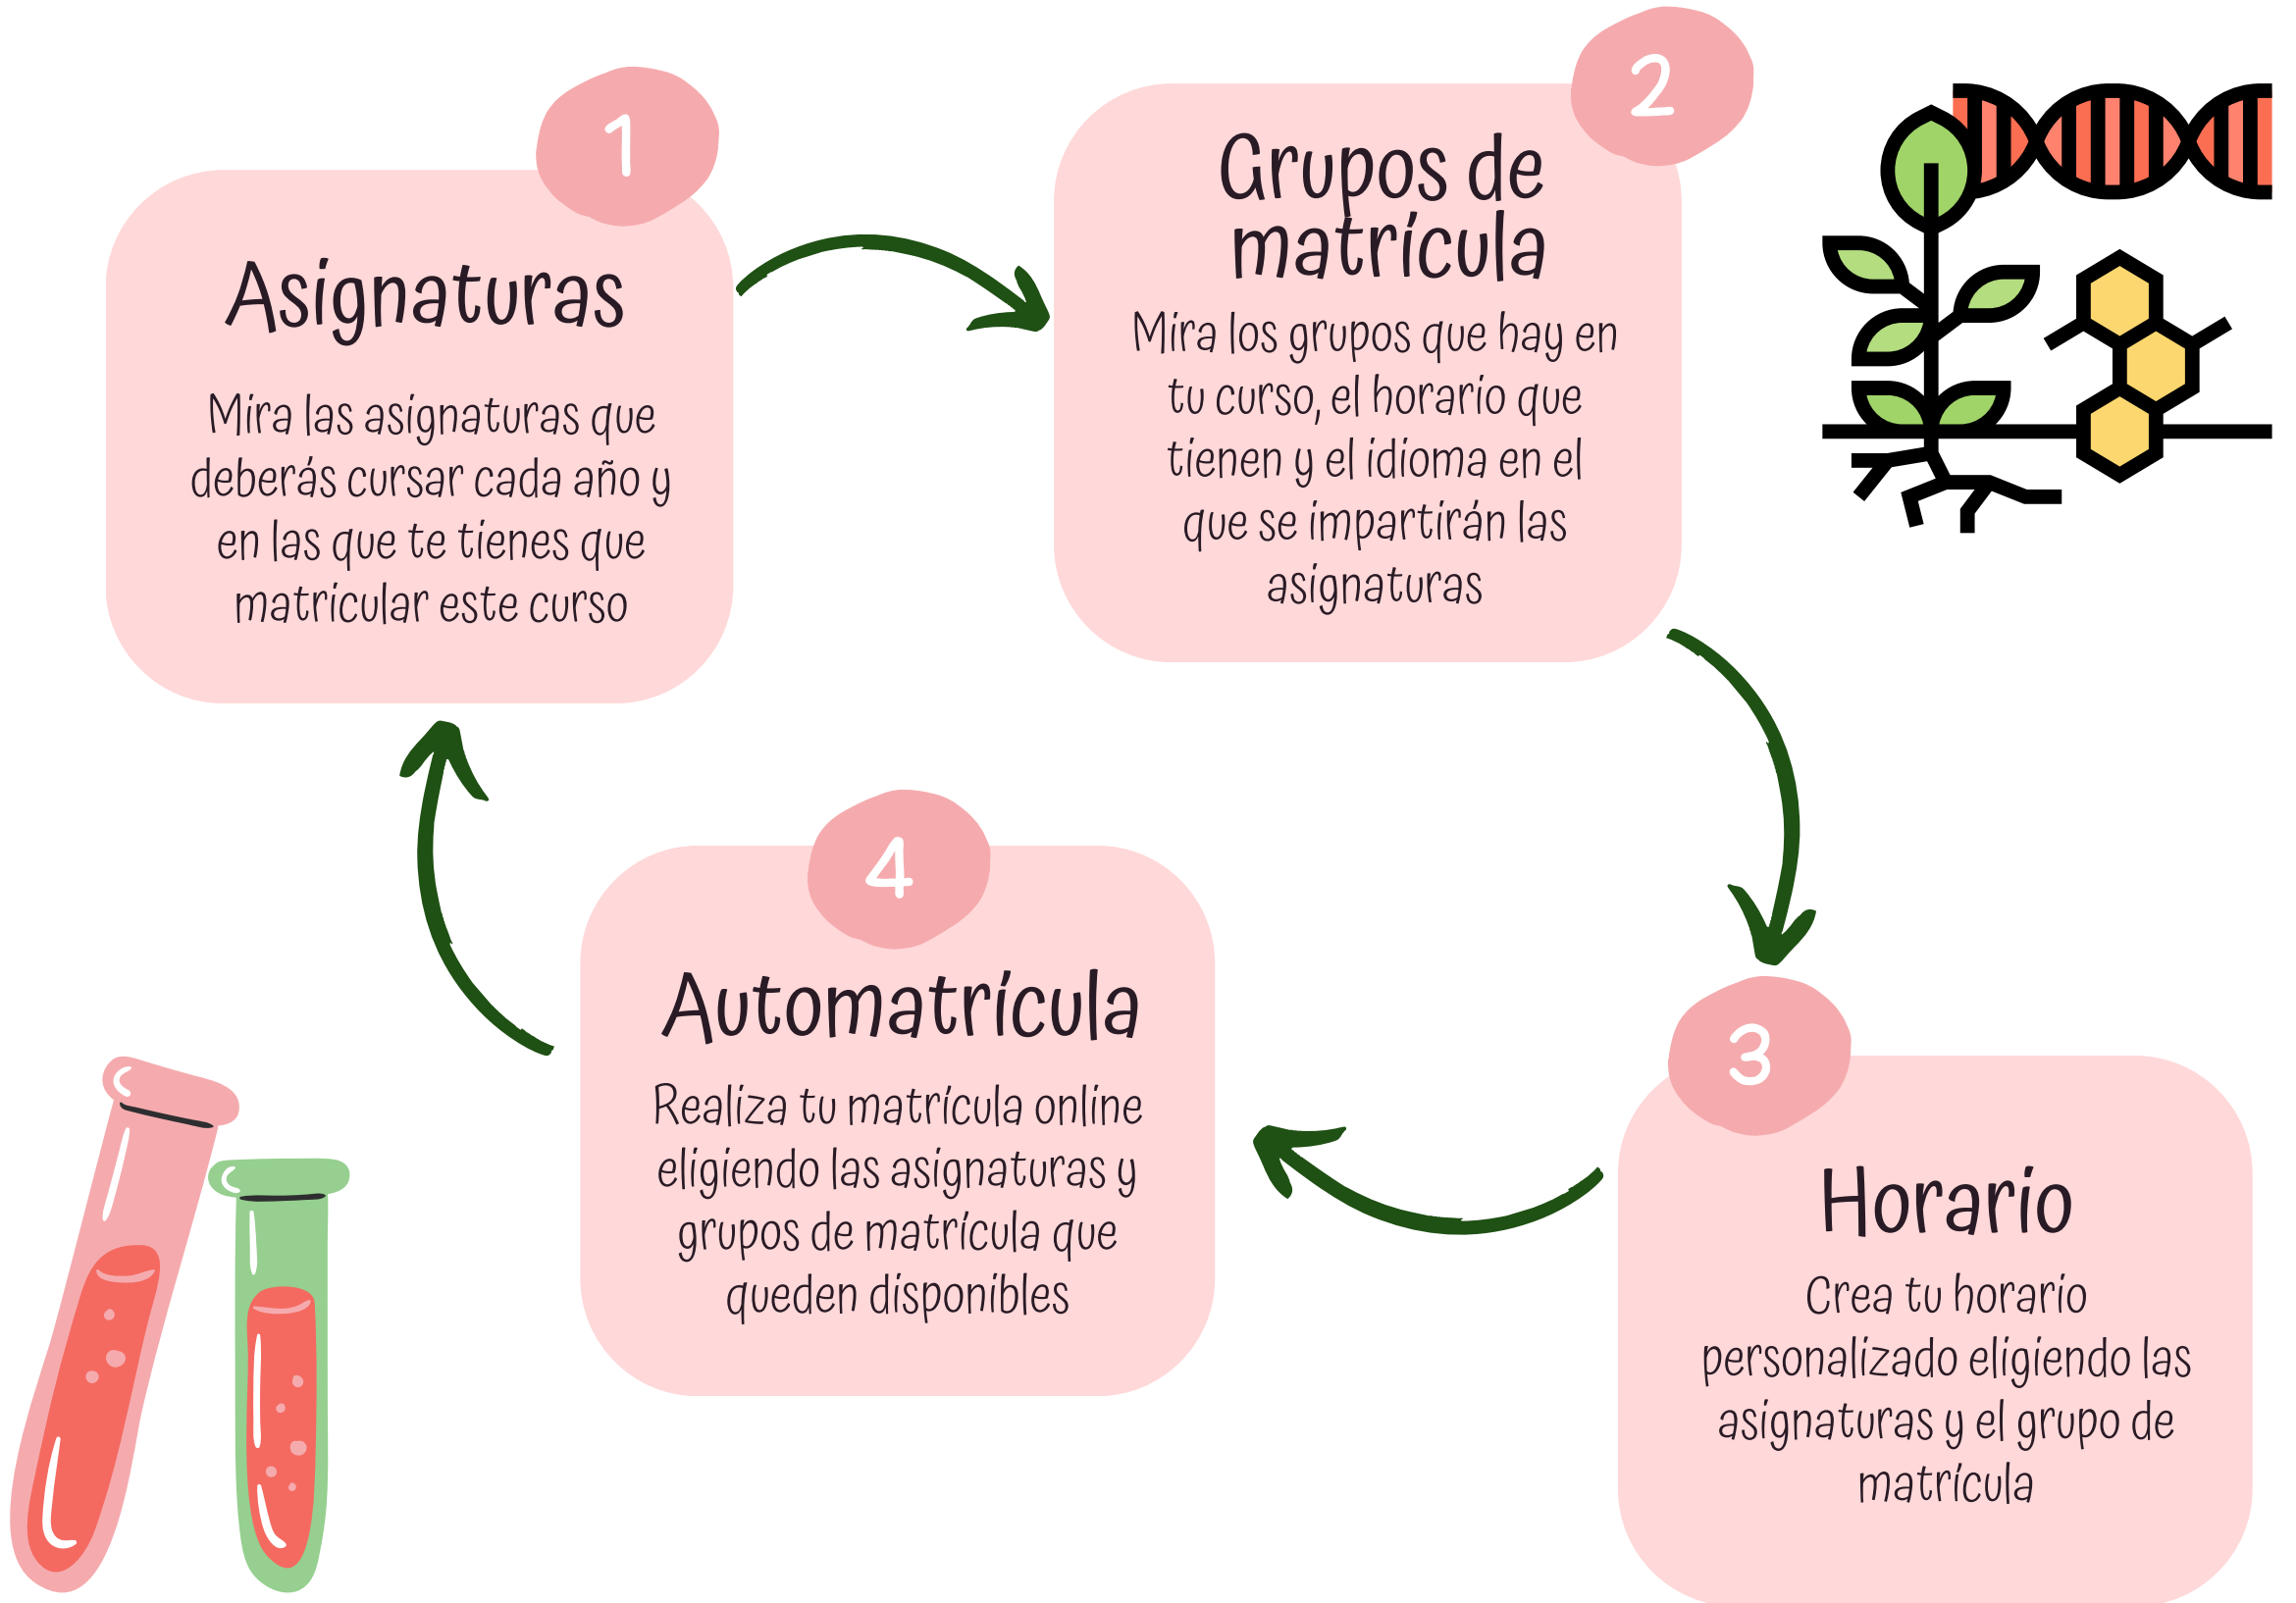 1
Asignaturas
Mira las asignaturas que
deberás cursar cada año y
en las que te tienes que
matricular este curso
2
Grupos de
matrícula
Mira los grupos que hay en
tu curso, el horario que
tienen y el idioma en el
que se impartirán las
asignaturas
3
Horario
Crea tu horario
personalizado eligiendo las
asignaturas y el grupo de
matrícula
4
Automatrícula
Realiza tu matrícula online
eligiendo las asignaturas y
grupos de matrícula que
queden disponibles